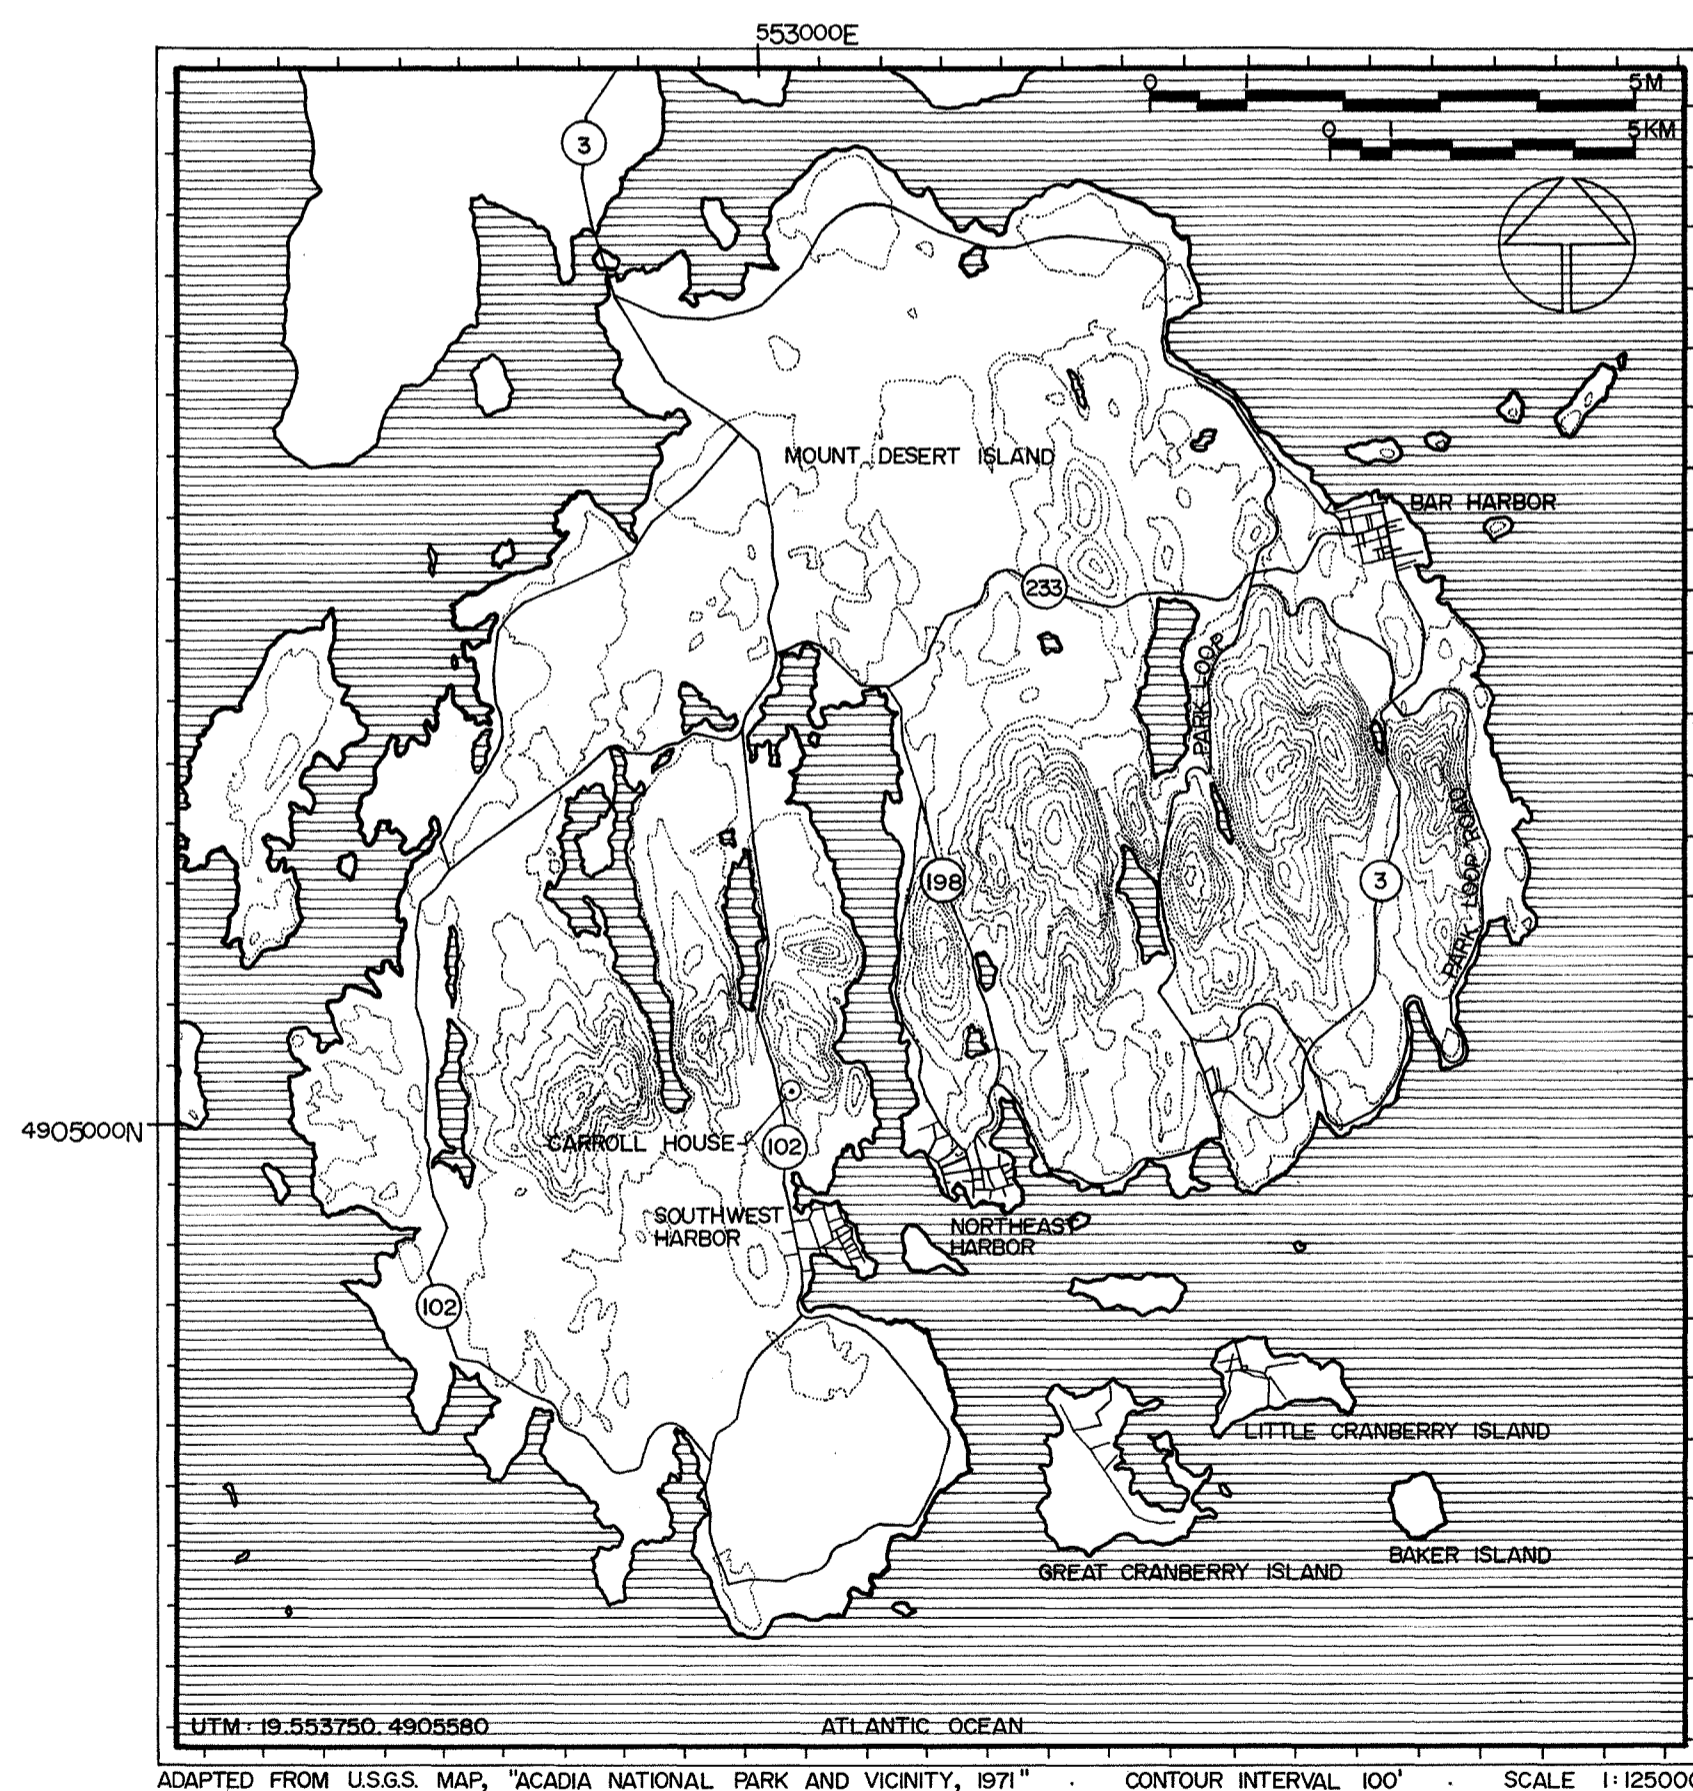 553000E
0 1 5M
0 1 5KM
3
MOUNT DESERT ISLAND
BAR HARBOR
233
PARK LOOP
198
3
PARK LOOP ROAD
4905000N
CARROLL HOUSE
102
SOUTHWEST
HARBOR
NORTHEAST
HARBOR
102
LITTLE CRANBERRY ISLAND
BAKER ISLAND
GREAT CRANBERRY ISLAND
UTM: 19.553750.4905580
ATLANTIC OCEAN
ADAPTED FROM U.S.G.S. MAP, "ACADIA NATIONAL PARK AND VICINITY, 1971" · CONTOUR INTERVAL 100' · SCALE 1:125000